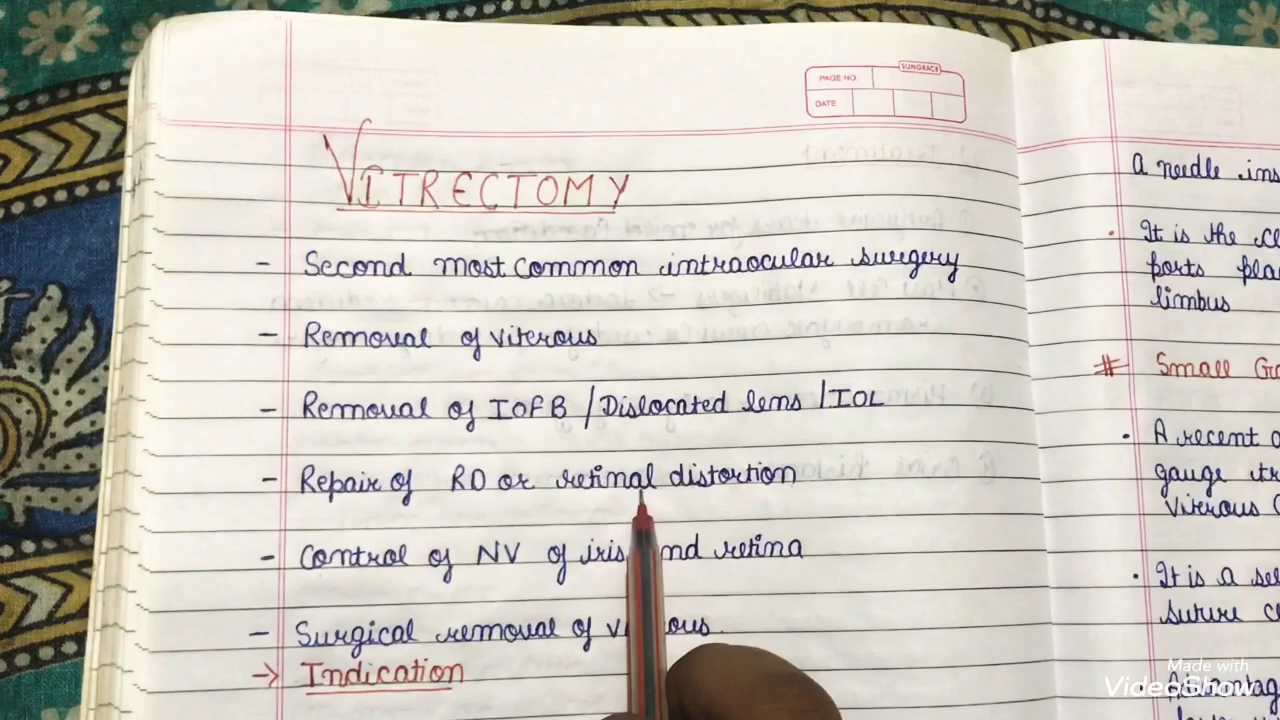 SUNGRACE
PAGE NO.
DATE
VITRECTOMY
- Second most common intraocular surgery
- Removal of viterous
- Removal of IOFB / Dislocated lens / IOL
- Repair of RD or retinal distortion
- Control of NV of iris and retina
- Surgical removal of
→ Indication
A needle ins
• It is the
ports
limbus
# Small
• A recent
gauge
viterous
• It is a
suture
Made with
VideoShow